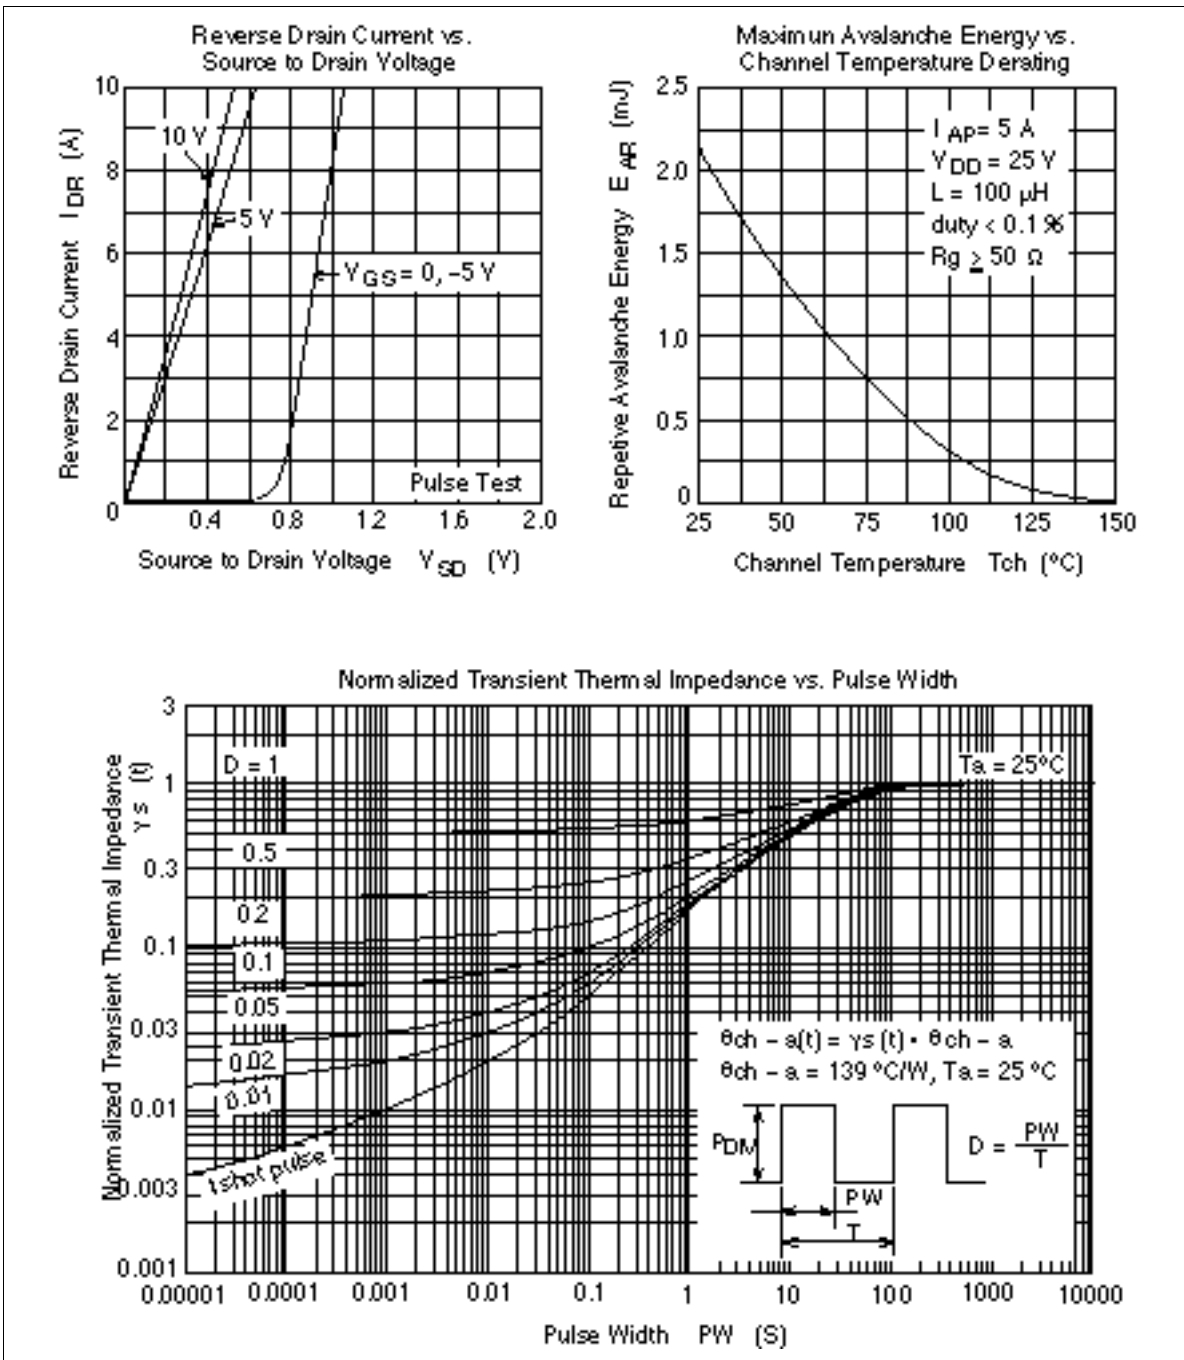 Reverse Drain Current vs.
Source to Drain Voltage
10
8
6
4
2
0
Reverse Drain Current I DR (A)
10 V
5 V
V GS = 0, –5 V
Pulse Test
0.4 0.8 1.2 1.6 2.0
Source to Drain Voltage V SD (V)
Maximun Avalanche Energy vs.
Channel Temperature Derating
2.5
2.0
1.5
1.0
0.5
0
Repetive Avalanche Energy E AR (mJ)
I AP = 5 A
V DD = 25 V
L = 100 µH
duty < 0.1 %
Rg ≥ 50 Ω
25 50 75 100 125 150
Channel Temperature Tch (°C)
Normalized Transient Thermal Impedance vs. Pulse Width
3
1
0.3
0.1
0.03
0.01
0.003
0.001
Normalized Transient Thermal Impedance
γs (t)
D = 1
0.5
0.2
0.1
0.05
0.02
0.01
1shot pulse
Ta = 25°C
θch – a(t) = γs (t) • θch – a
θch – a = 139 °C/W, Ta = 25 °C
PDM
PW
T
D = PW
T
0.00001 0.0001 0.001 0.01 0.1 1 10 100 1000 10000
Pulse Width PW (S)